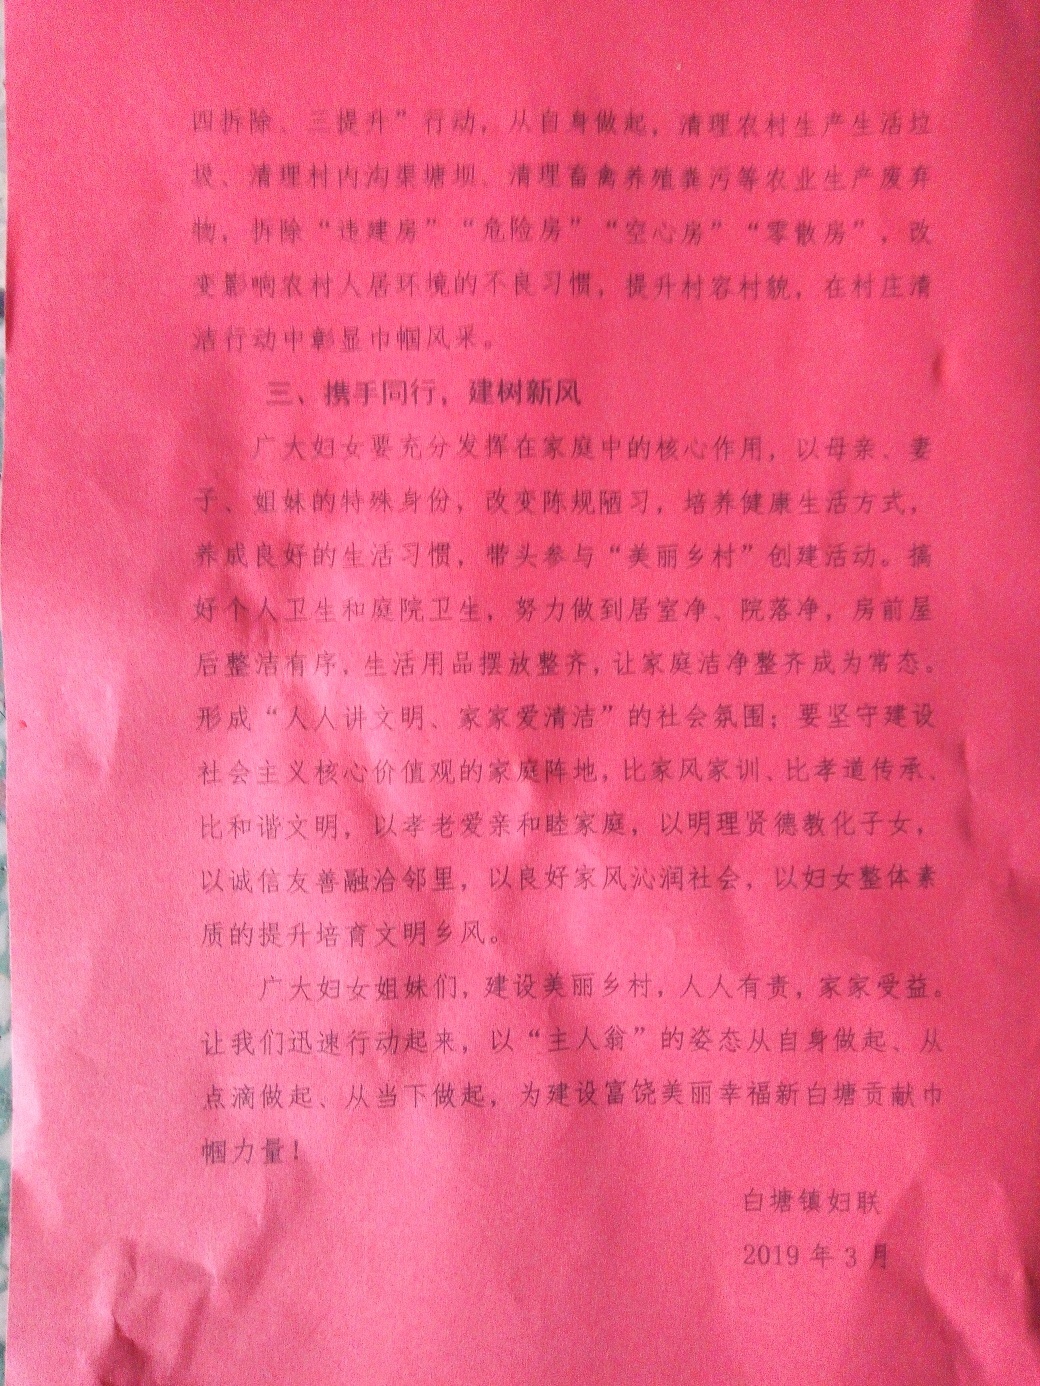 四拆除、三提升”行动，从自身做起，清理农村生产生活垃
圾、清理村内沟渠塘坝、清理畜禽养殖粪污等农业生产废弃
物，拆除“违建房”“危险房”“空心房”“零散房”，改
变影响农村人居环境的不良习惯，提升村容村貌，在村庄清
洁行动中彰显巾帼风采。
三、携手同行，建树新风
广大妇女要充分发挥在家庭中的核心作用，以母亲、妻
子、姐妹的特殊身份，改变陈规陋习，培养健康生活方式，
养成良好的生活习惯，带头参与“美丽乡村”创建活动。搞
好个人卫生和庭院卫生，努力做到居室净、院落净，房前屋
后整洁有序，生活用品摆放整齐，让家庭洁净整齐成为常态。
形成“人人讲文明、家家爱清洁”的社会氛围；要坚守建设
社会主义核心价值观的家庭阵地，比家风家训、比孝道传承、
比和谐文明，以孝老爱亲和睦家庭，以明理贤德教化子女，
以诚信友善融洽邻里，以良好家风沁润社会，以妇女整体素
质的提升培育文明乡风。
广大妇女姐妹们，建设美丽乡村，人人有责，家家受益。
让我们迅速行动起来，以“主人翁”的姿态从自身做起、从
点滴做起、从当下做起，为建设富饶美丽幸福新白塘贡献巾
帼力量！
白塘镇妇联
2019 年 3 月